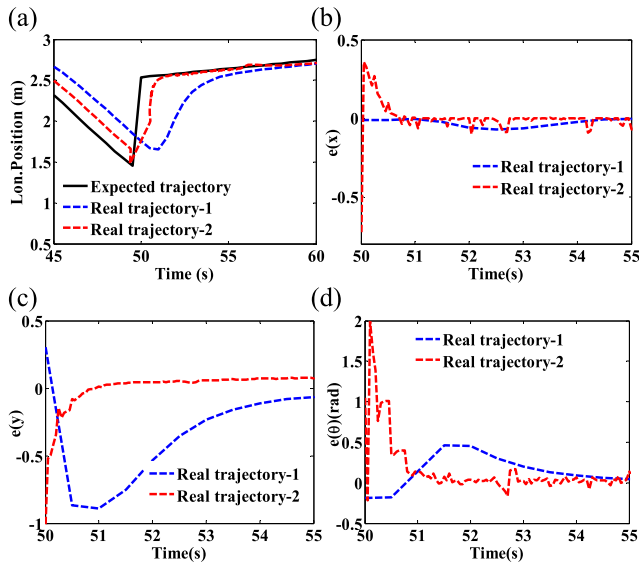 (a)
3
2.5
2
1.5
1
0.5
Lon.Position (m)
Expected trajectory
Real trajectory-1
Real trajectory-2
45
50
55
60
Time (s)
(b)
0.5
0
-0.5
e(x)
Real trajectory-1
Real trajectory-2
50
51
52
53
54
55
Time(s)
(c)
0.5
0
-0.5
-1
e(y)
Real trajectory-1
Real trajectory-2
50
51
52
53
54
55
Time(s)
(d)
2
1.5
1
0.5
0
-0.5
e(θ)(rad)
Real trajectory-1
Real trajectory-2
50
51
52
53
54
55
Time(s)